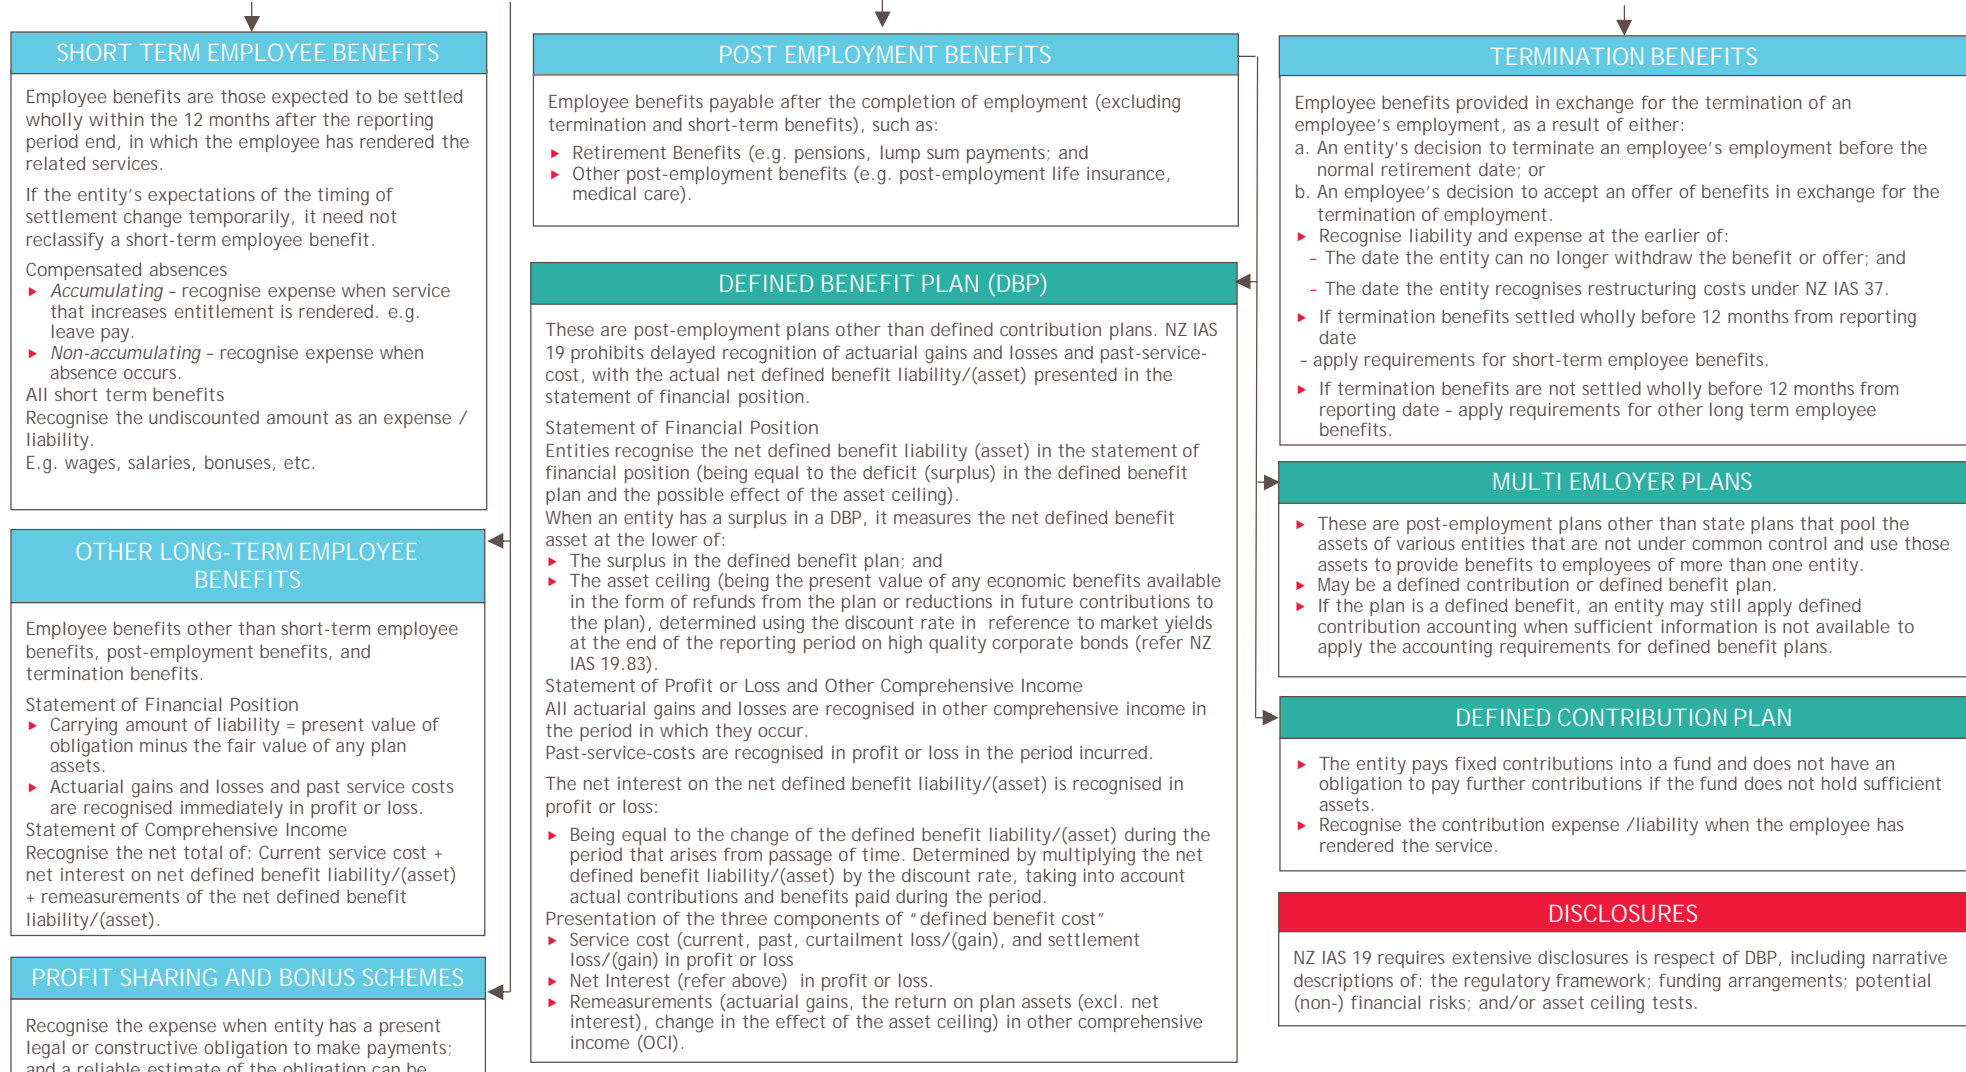 SHORT TERM EMPLOYEE BENEFITS
Employee benefits are those expected to be settled
wholly within the 12 months after the reporting
period end, in which the employee has rendered the
related services.
If the entity's expectations of the timing of
settlement change temporarily, it need not
reclassify a short-term employee benefit.
Compensated absences
▶ Accumulating – recognise expense when service
that increases entitlement is rendered. e.g.
leave pay.
▶ Non-accumulating – recognise expense when
absence occurs.
All short term benefits
Recognise the undiscounted amount as an expense /
liability.
E.g. wages, salaries, bonuses, etc.
OTHER LONG-TERM EMPLOYEE
BENEFITS
Employee benefits other than short-term employee
benefits, post-employment benefits, and
termination benefits.
Statement of Financial Position
▶ Carrying amount of liability = present value of
obligation minus the fair value of any plan
assets.
▶ Actuarial gains and losses and past service costs
are recognised immediately in profit or loss.
Statement of Comprehensive Income
Recognise the net total of: Current service cost +
net interest on net defined benefit liability/(asset)
+ remeasurements of the net defined benefit
liability/(asset).
PROFIT SHARING AND BONUS SCHEMES
Recognise the expense when entity has a present
legal or constructive obligation to make payments;
and a reliable estimate of the obligation can be
POST EMPLOYMENT BENEFITS
Employee benefits payable after the completion of employment (excluding
termination and short-term benefits), such as:
▶ Retirement Benefits (e.g. pensions, lump sum payments; and
▶ Other post-employment benefits (e.g. post-employment life insurance,
medical care).
DEFINED BENEFIT PLAN (DBP)
These are post-employment plans other than defined contribution plans. NZ IAS
19 prohibits delayed recognition of actuarial gains and losses and past-service-
cost, with the actual net defined benefit liability/(asset) presented in the
statement of financial position.
Statement of Financial Position
Entities recognise the net defined benefit liability (asset) in the statement of
financial position (being equal to the deficit (surplus) in the defined benefit
plan and the possible effect of the asset ceiling).
When an entity has a surplus in a DBP, it measures the net defined benefit
asset at the lower of:
▶ The surplus in the defined benefit plan; and
▶ The asset ceiling (being the present value of any economic benefits available
in the form of refunds from the plan or reductions in future contributions to
the plan), determined using the discount rate in reference to market yields
at the end of the reporting period on high quality corporate bonds (refer NZ
IAS 19.83).
Statement of Profit or Loss and Other Comprehensive Income
All actuarial gains and losses are recognised in other comprehensive income in
the period in which they occur.
Past-service-costs are recognised in profit or loss in the period incurred.
The net interest on the net defined benefit liability/(asset) is recognised in
profit or loss:
▶ Being equal to the change of the defined benefit liability/(asset) during the
period that arises from passage of time. Determined by multiplying the net
defined benefit liability/(asset) by the discount rate, taking into account
actual contributions and benefits paid during the period.
Presentation of the three components of "defined benefit cost"
▶ Service cost (current, past, curtailment loss/(gain), and settlement
loss/(gain) in profit or loss
▶ Net Interest (refer above) in profit or loss.
▶ Remeasurements (actuarial gains, the return on plan assets (excl. net
interest), change in the effect of the asset ceiling) in other comprehensive
income (OCI).
TERMINATION BENEFITS
Employee benefits provided in exchange for the termination of an
employee's employment, as a result of either:
a. An entity's decision to terminate an employee's employment before the
normal retirement date; or
b. An employee's decision to accept an offer of benefits in exchange for the
termination of employment.
▶ Recognise liability and expense at the earlier of:
– The date the entity can no longer withdraw the benefit or offer; and
– The date the entity recognises restructuring costs under NZ IAS 37.
▶ If termination benefits settled wholly before 12 months from reporting
date
– apply requirements for short-term employee benefits.
▶ If termination benefits are not settled wholly before 12 months from
reporting date – apply requirements for other long term employee
benefits.
MULTI EMLOYER PLANS
▶ These are post-employment plans other than state plans that pool the
assets of various entities that are not under common control and use those
assets to provide benefits to employees of more than one entity.
▶ May be a defined contribution or defined benefit plan.
▶ If the plan is a defined benefit, an entity may still apply defined
contribution accounting when sufficient information is not available to
apply the accounting requirements for defined benefit plans.
DEFINED CONTRIBUTION PLAN
▶ The entity pays fixed contributions into a fund and does not have an
obligation to pay further contributions if the fund does not hold sufficient
assets.
▶ Recognise the contribution expense /liability when the employee has
rendered the service.
DISCLOSURES
NZ IAS 19 requires extensive disclosures is respect of DBP, including narrative
descriptions of: the regulatory framework; funding arrangements; potential
(non-) financial risks; and/or asset ceiling tests.